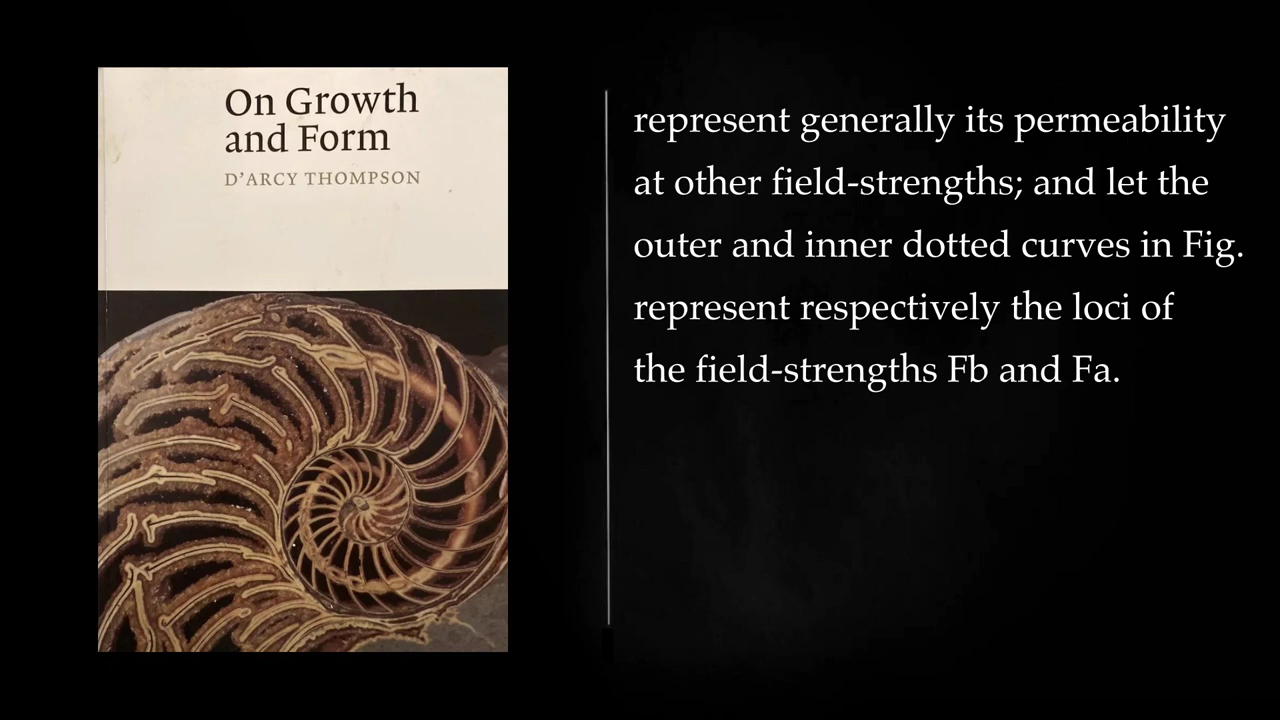 On Growth
and Form
D'ARCY THOMPSON
represent generally its permeability
at other field-strengths; and let the
outer and inner dotted curves in Fig.
represent respectively the loci of
the field-strengths Fb and Fa.